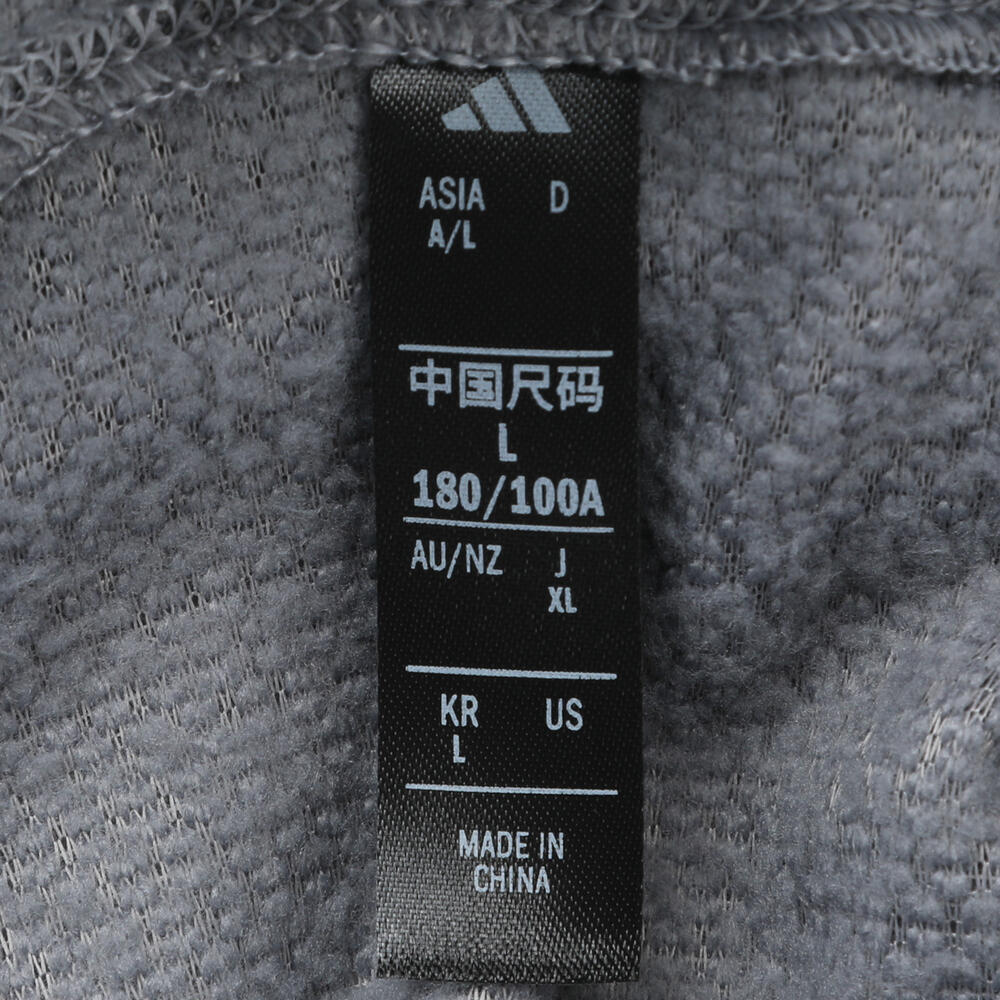 ASIA D
A/L
中国尺码
L
180/100A
AU/NZ J
XL
KR US
L
MADE IN
CHINA